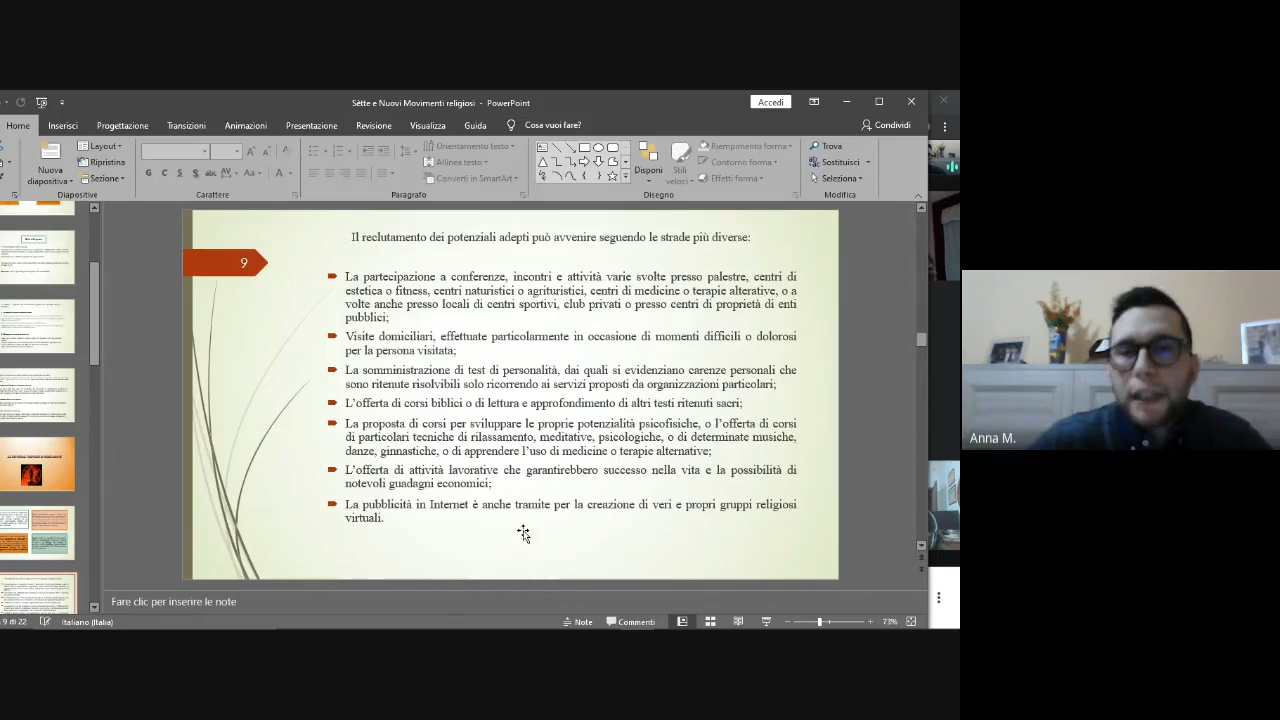 Sètte e Nuovi Movimenti religiosi - PowerPoint
Accedi
Home Inserisci Progettazione Transizioni Animazioni Presentazione Revisione Visualizza Guida Cosa vuoi fare? Condividi
Nuova diapositiva
Layout
Ripristina
Sezione
Diapositive
G C S S abc AV Aa A
Carattere
Orientamento testo
Allinea testo
Converti in SmartArt
Paragrafo
Disponi
Stili veloci
Riempimento forma
Contorno forma
Effetti forma
Disegno
Trova
Sostituisci
Seleziona
Modifica
9
Il reclutamento dei potenziali adepti può avvenire seguendo le strade più diverse:
La partecipazione a conferenze, incontri e attività varie svolte presso palestre, centri di
estetica o fitness, centri naturistici o agrituristici, centri di medicine o terapie alterative, o a
volte anche presso locali di centri sportivi, club privati o presso centri di proprietà di enti
pubblici;
Visite domiciliari, effettuate particolarmente in occasione di momenti difficili o dolorosi
per la persona visitata;
La somministrazione di test di personalità, dai quali si evidenziano carenze personali che
sono ritenute risolvibili solo ricorrendo ai servizi proposti da organizzazioni particolari;
L'offerta di corsi biblici o di lettura e approfondimento di altri testi ritenuti sacri;
La proposta di corsi per sviluppare le proprie potenzialità psicofisiche, o l'offerta di corsi
di particolari tecniche di rilassamento, meditative, psicologiche, o di determinate musiche,
danze, ginnastiche, o di apprendere l'uso di medicine o terapie alternative;
L'offerta di attività lavorative che garantirebbero successo nella vita e la possibilità di
notevoli guadagni economici;
La pubblicità in Internet è anche tramite per la creazione di veri e propri gruppi religiosi
virtuali.
Fare clic per inserire le note
9 di 22 Italiano (Italia) Note Commenti 73%
Anna M.